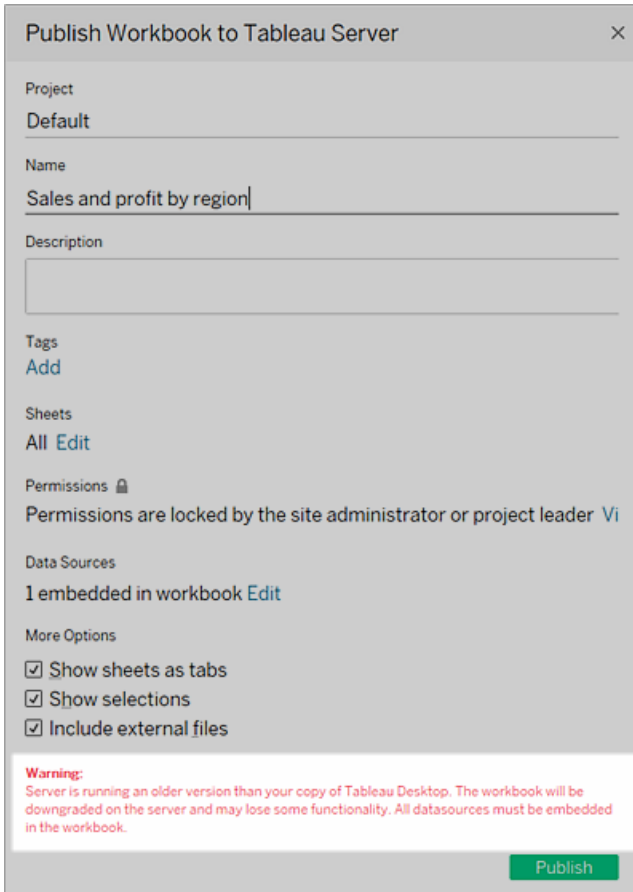 Publish Workbook to Tableau Server
Project
Default
Name
Sales and profit by region
Description
Tags
Add
Sheets
All Edit
Permissions
Permissions are locked by the site administrator or project leader Vi
Data Sources
1 embedded in workbook Edit
More Options
Show sheets as tabs
Show selections
Include external files
Warning:
Server is running an older version than your copy of Tableau Desktop. The workbook will be
downgraded on the server and may lose some functionality. All datasources must be embedded
in the workbook.
Publish